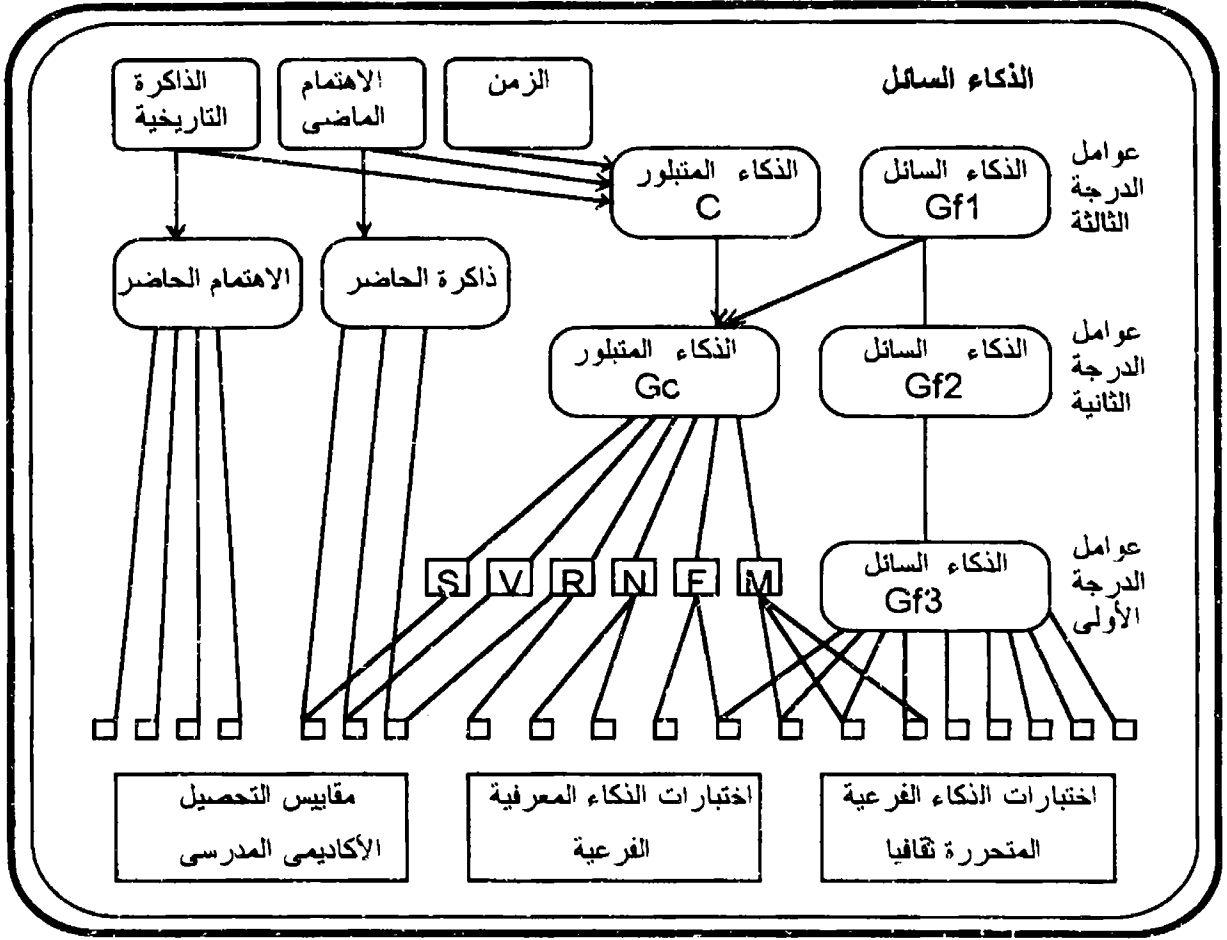 الذكاء السائل
الزمن
الاهتمام
الماضى
الذاكرة
التاريخية
عوامل
الدرجة
الثالثة
الذكاء السائل
Gf1
الذكاء المتبلور
C
ذاكرة الحاضر
الاهتمام الحاضر
عوامل
الدرجة
الثانية
الذكاء السائل
Gf2
الذكاء المتبلور
Gc
عوامل
الدرجة
الأولى
الذكاء السائل
Gf3
S V R N F M
اختبارات الذكاء الفرعية
المتحررة ثقافيا
اختبارات الذكاء المعرفية
الفرعية
مقاييس التحصيل
الأكاديمى المدرسى